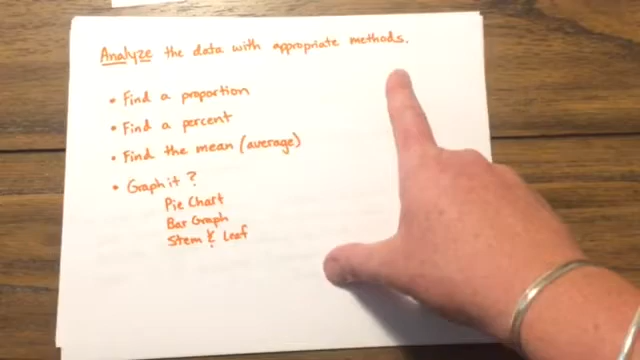 Analyze the data with appropriate methods.
• Find a proportion
• Find a percent
• Find the mean (average)
• Graph it?
Pie Chart
Bar Graph
Stem & Leaf